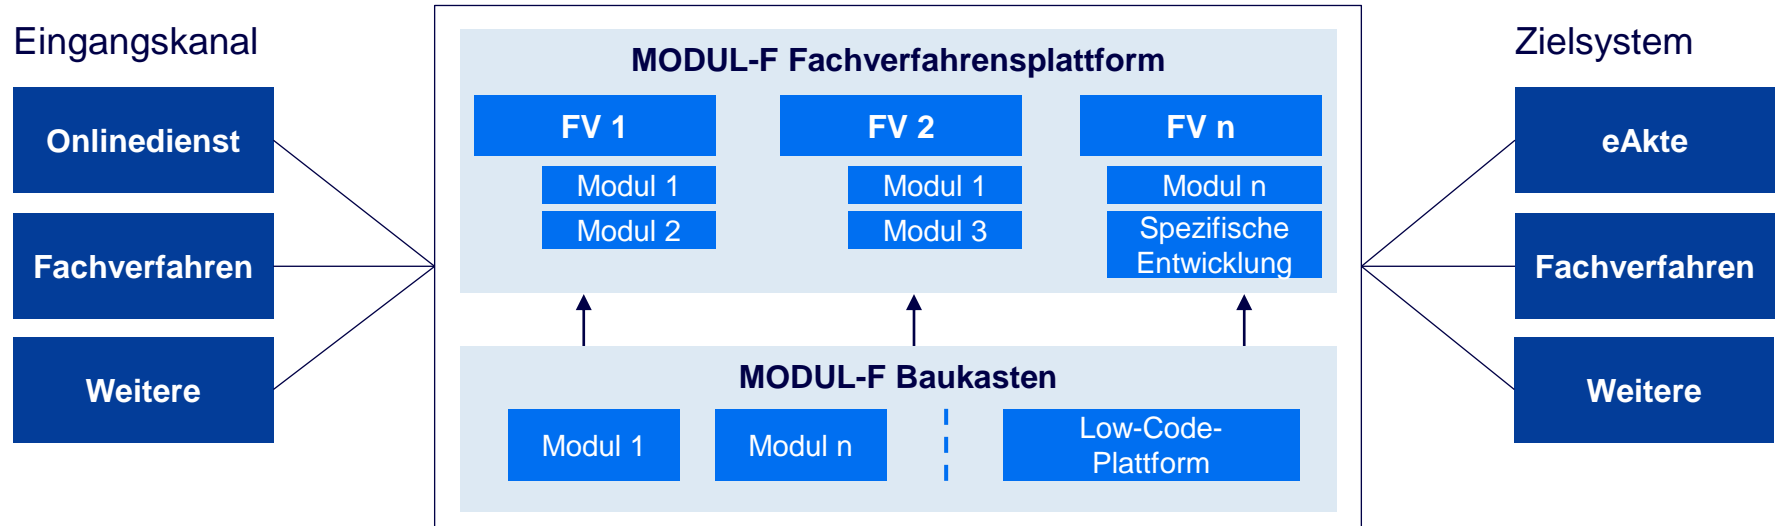 Eingangskanal
Onlinedienst
Fachverfahren
Weitere
MODUL-F Fachverfahrensplattform
FV 1
Modul 1
Modul 2
FV 2
Modul 1
Modul 3
FV n
Modul n
Spezifische
Entwicklung
MODUL-F Baukasten
Modul 1
Modul n
Low-Code-
Plattform
Zielsystem
eAkte
Fachverfahren
Weitere